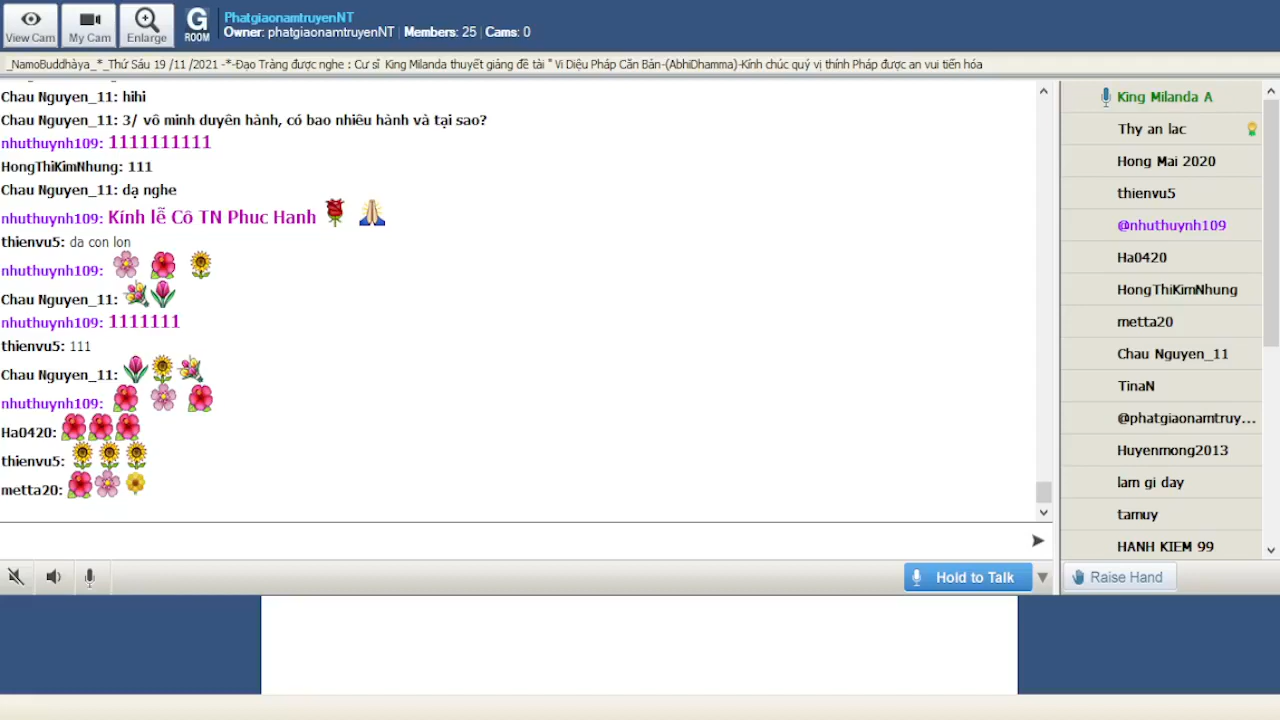 View Cam
My Cam
Enlarge
G
ROOM
PhatgiaonamtruyenNT
Owner: phatgiaonamtruyenNT | Members: 25 | Cams: 0
_NamoBuddhàya_*_Thứ Sáu 19 /11 /2021 -*-Đạo Tràng được nghe : Cư sĩ King Milanda thuyết giảng đề tài " Vi Diệu Pháp Căn Bản-(AbhiDhamma)-Kính chúc quý vị thính Pháp được an vui tiến hóa
Chau Nguyen_11: hihi
Chau Nguyen_11: 3/ vô minh duyên hành, có bao nhiêu hành và tại sao?
nhuthuynh109: 1111111111
HongThiKimNhung: 111
Chau Nguyen_11: dạ nghe
nhuthuynh109: Kính lễ Cô TN Phuc Hanh
thienvu5: da con lon
nhuthuynh109:
Chau Nguyen_11:
nhuthuynh109: 1111111
thienvu5: 111
Chau Nguyen_11:
nhuthuynh109:
Ha0420:
thienvu5:
metta20:
King Milanda A
Thy an lac
Hong Mai 2020
thienvu5
@nhuthuynh109
Ha0420
HongThiKimNhung
metta20
Chau Nguyen_11
TinaN
@phatgiaonamtruy...
Huyenmong2013
lam gi day
tamuy
HANH KIEM 99
Hold to Talk
Raise Hand